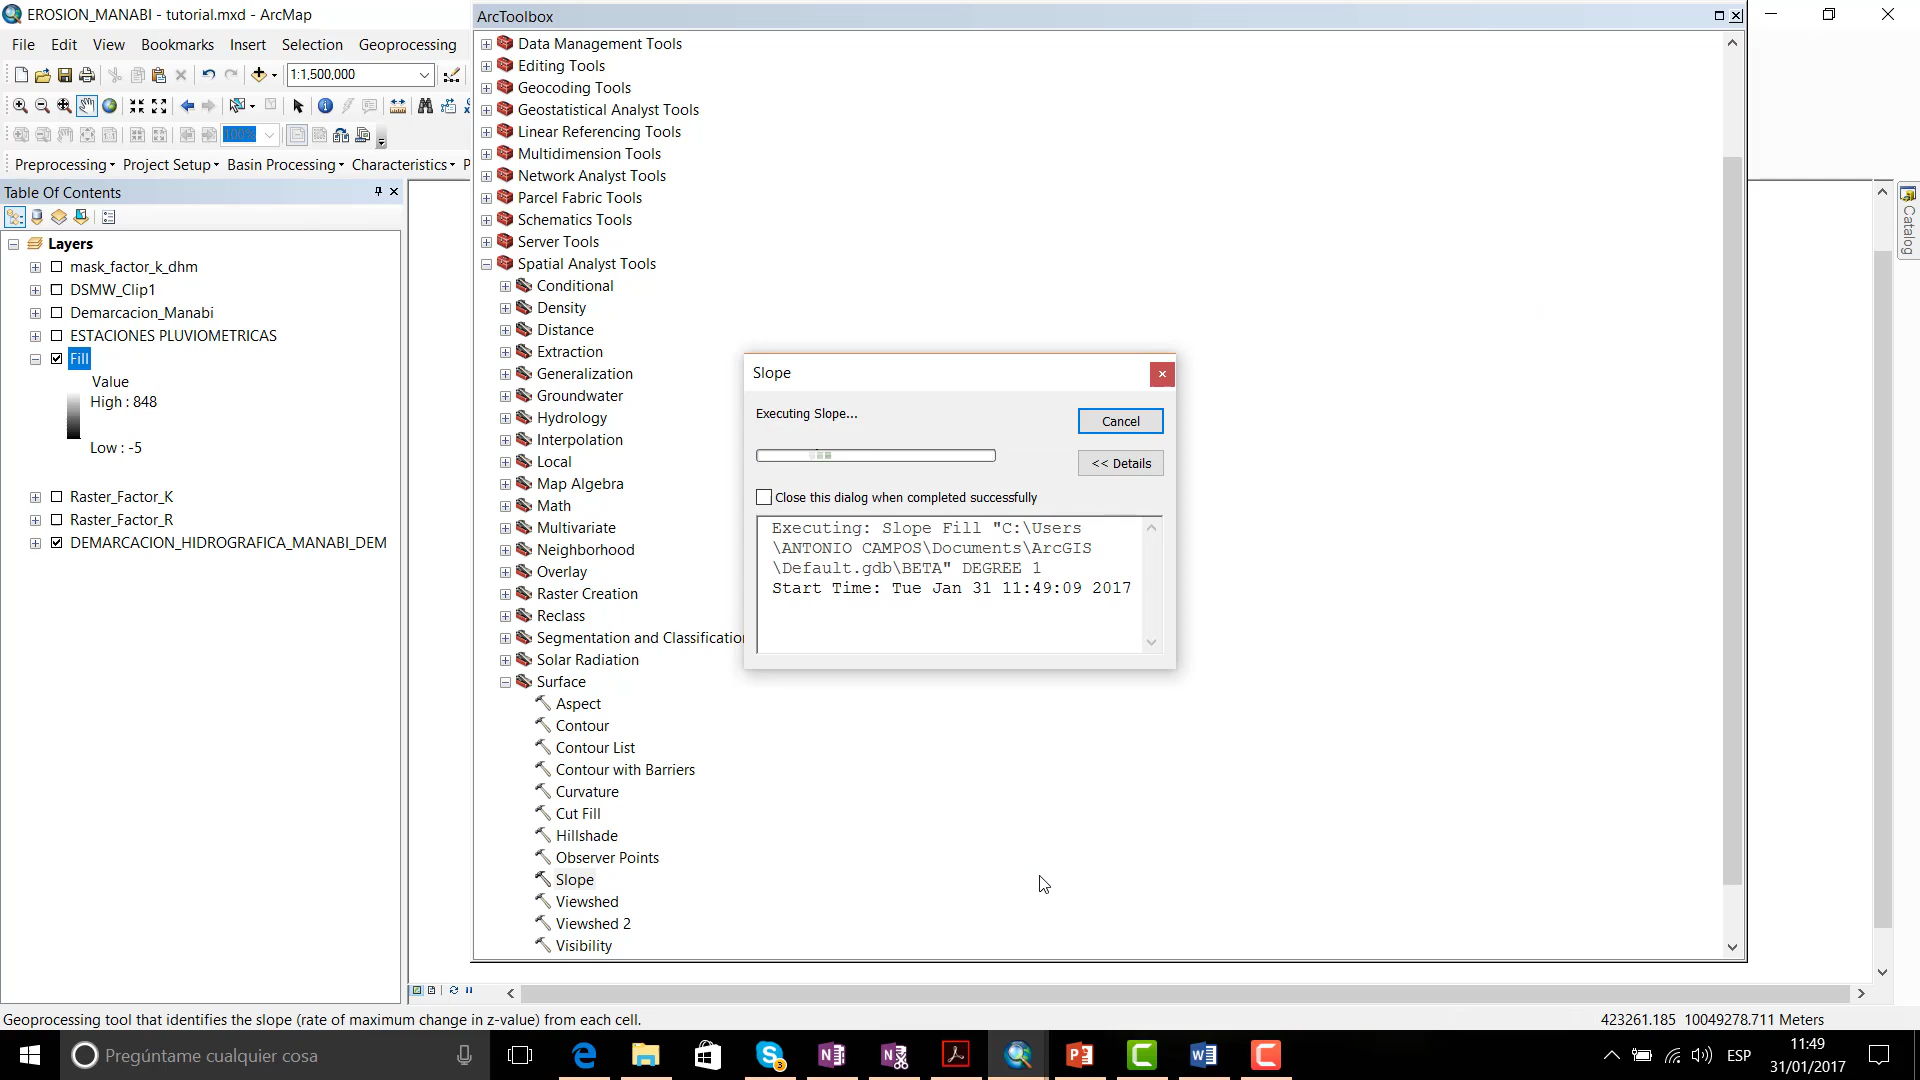 EROSION_MANABI - tutorial.mxd - ArcMap
File Edit View Bookmarks Insert Selection Geoprocessing
1:1,500,000
100%
Preprocessing Project Setup Basin Processing Characteristics P
Table Of Contents
Layers
mask_factor_k_dhm
DSMW_Clip1
Demarcacion_Manabi
ESTACIONES PLUVIOMETRICAS
Fill
Value
High : 848
Low : -5
Raster_Factor_K
Raster_Factor_R
DEMARCACION_HIDROGRAFICA_MANABI_DEM
ArcToolbox
Data Management Tools
Editing Tools
Geocoding Tools
Geostatistical Analyst Tools
Linear Referencing Tools
Multidimension Tools
Network Analyst Tools
Parcel Fabric Tools
Schematics Tools
Server Tools
Spatial Analyst Tools
Conditional
Density
Distance
Extraction
Generalization
Groundwater
Hydrology
Interpolation
Local
Map Algebra
Math
Multivariate
Neighborhood
Overlay
Raster Creation
Reclass
Segmentation and Classification
Solar Radiation
Surface
Aspect
Contour
Contour List
Contour with Barriers
Curvature
Cut Fill
Hillshade
Observer Points
Slope
Viewshed
Viewshed 2
Visibility
Slope
Executing Slope...
Cancel
<< Details
Close this dialog when completed successfully
Executing: Slope Fill "C:\Users
\ANTONIO CAMPOS\Documents\ArcGIS
\Default.gdb\BETA" DEGREE 1
Start Time: Tue Jan 31 11:49:09 2017
Catalog
Geoprocessing tool that identifies the slope (rate of maximum change in z-value) from each cell.
423261.185 10049278.711 Meters
Pregúntame cualquier cosa
3
ESP
11:49
31/01/2017